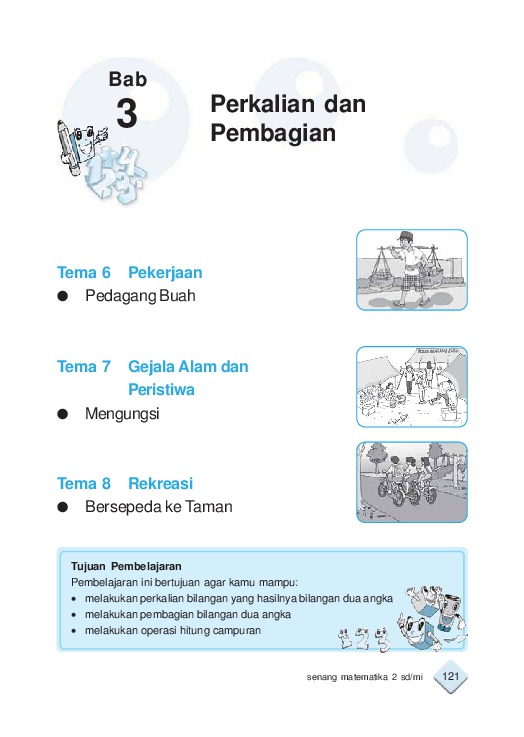 Bab
3
Perkalian dan
Pembagian
Tema 6 Pekerjaan
● Pedagang Buah
Tema 7 Gejala Alam dan
Peristiwa
● Mengungsi
Tema 8 Rekreasi
● Bersepeda ke Taman
Tujuan Pembelajaran
Pembelajaran ini bertujuan agar kamu mampu:
• melakukan perkalian bilangan yang hasilnya bilangan dua angka
• melakukan pembagian bilangan dua angka
• melakukan operasi hitung campuran
senang matematika 2 sd/mi
121